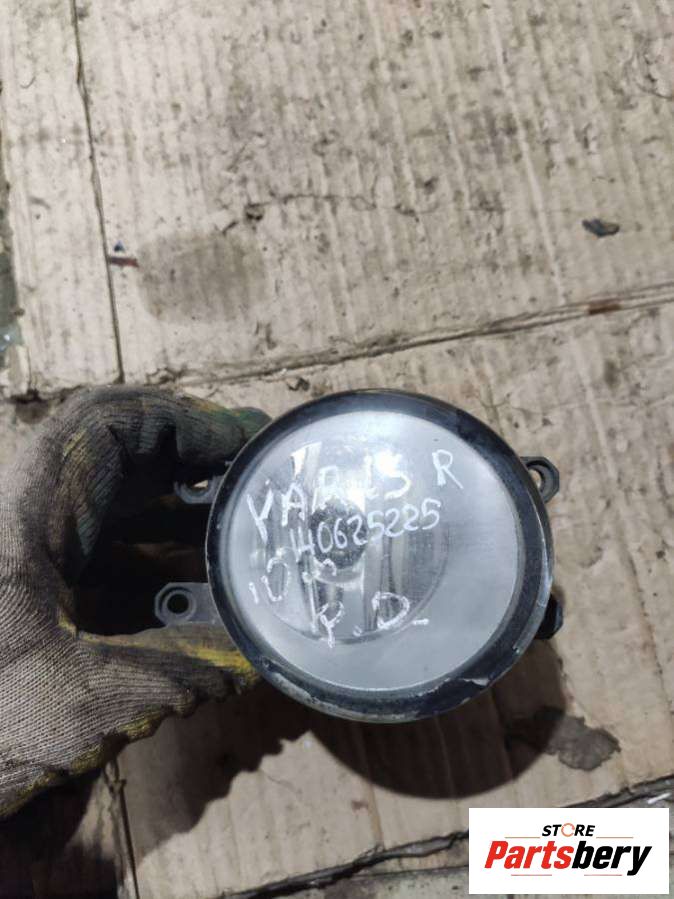 YARIS R
140625225
P.D.
STORE
Partsbery